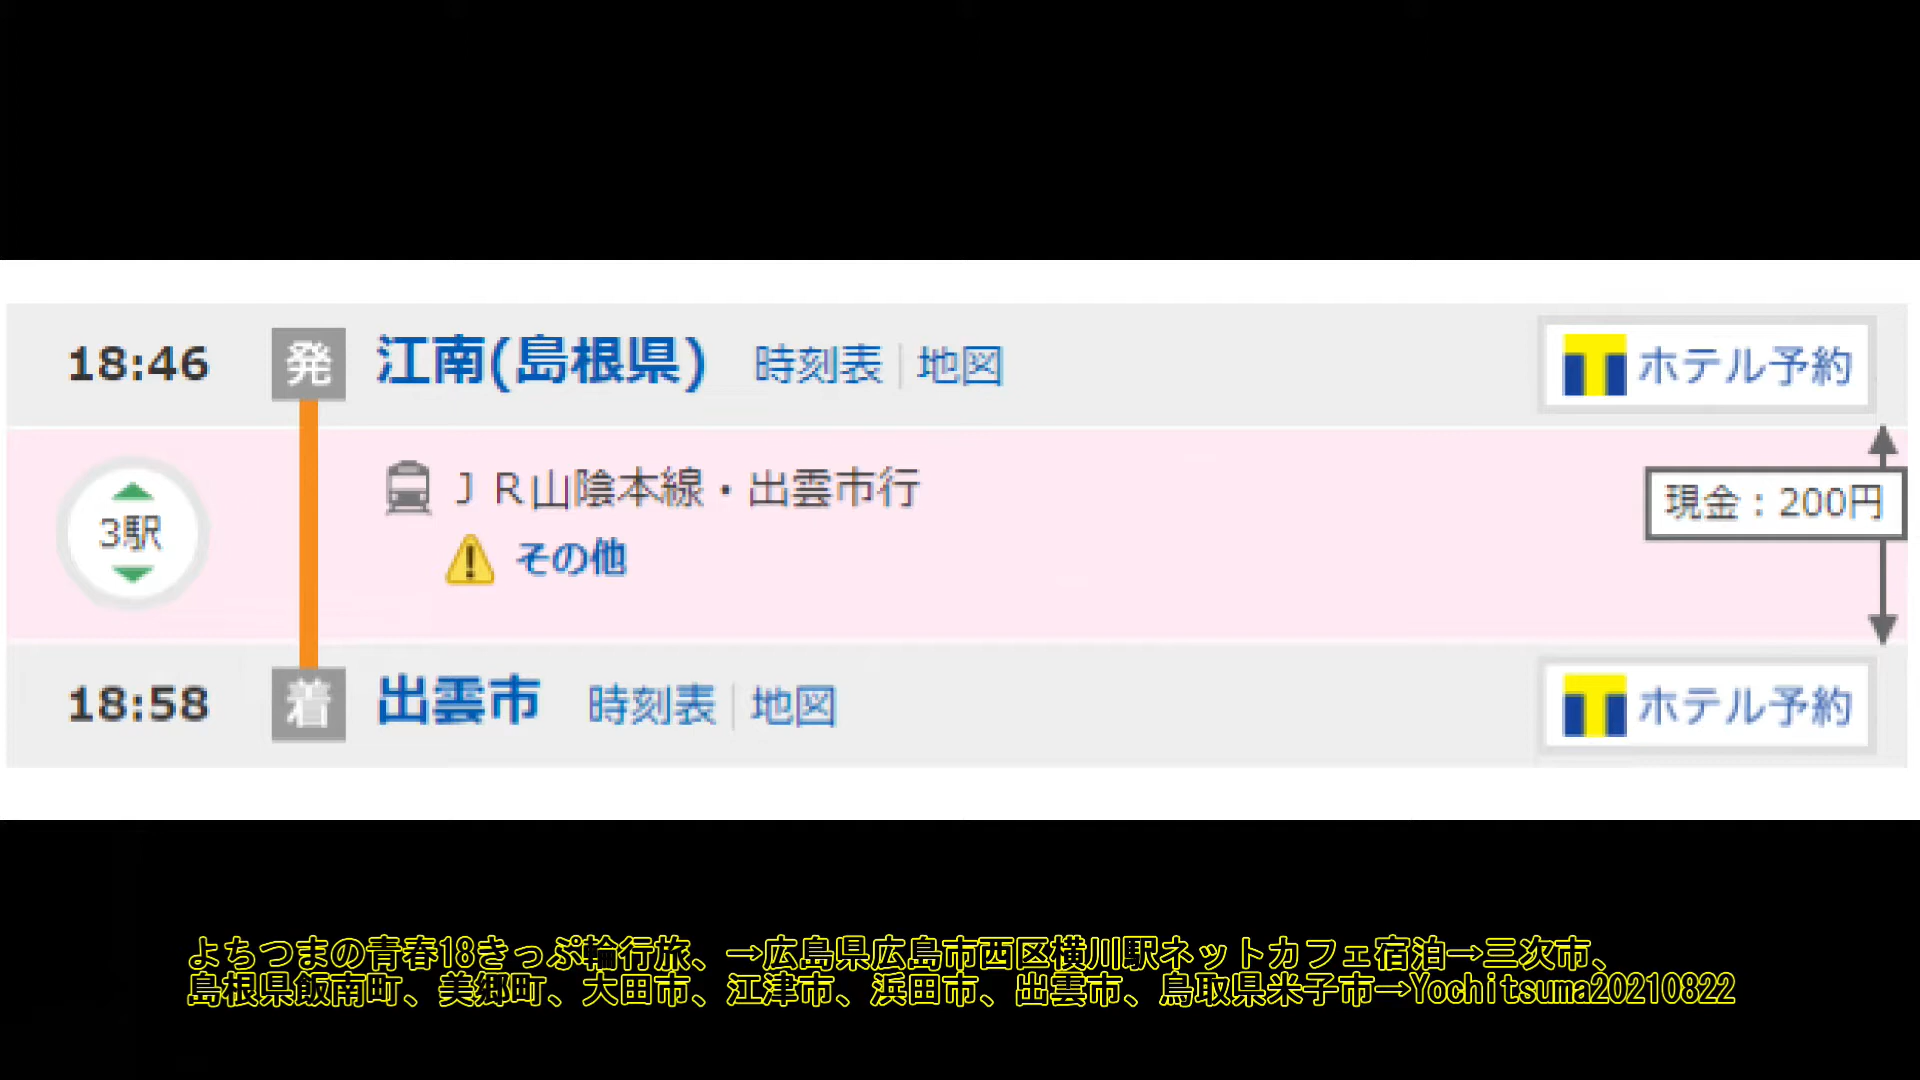 18:46 発 江南(島根県) 時刻表 地図 ホテル予約
3駅 ＪＲ山陰本線・出雲市行 現金：200円
その他
18:58 着 出雲市 時刻表 地図 ホテル予約
よちつまの青春18きっぷ輪行旅、→広島県広島市西区横川駅ネットカフェ宿泊→三次市、
島根県飯南町、美郷町、大田市、江津市、浜田市、出雲市、鳥取県米子市→Yochitsuma20210822